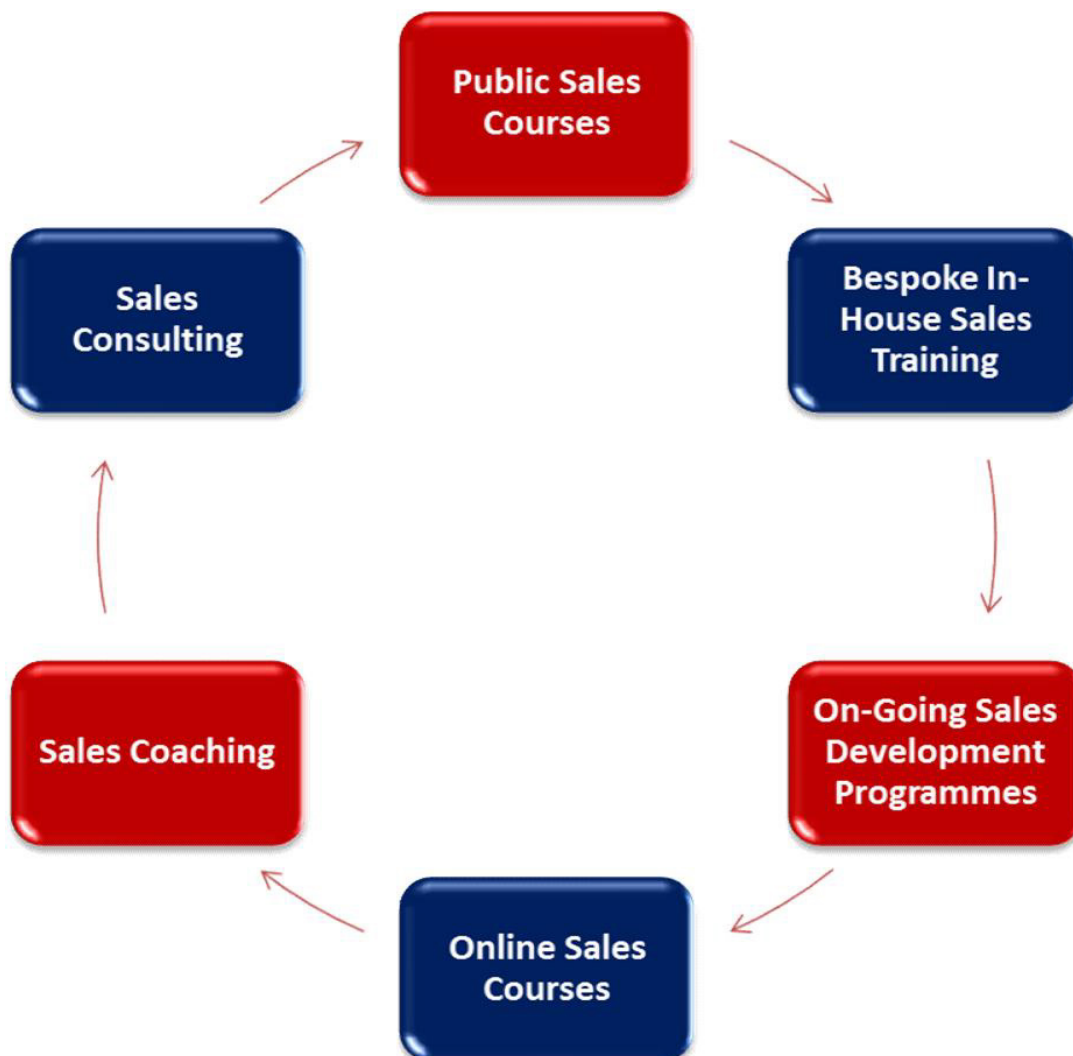 Public Sales
Courses
Bespoke In-
House Sales
Training
On-Going Sales
Development
Programmes
Online Sales
Courses
Sales Coaching
Sales
Consulting